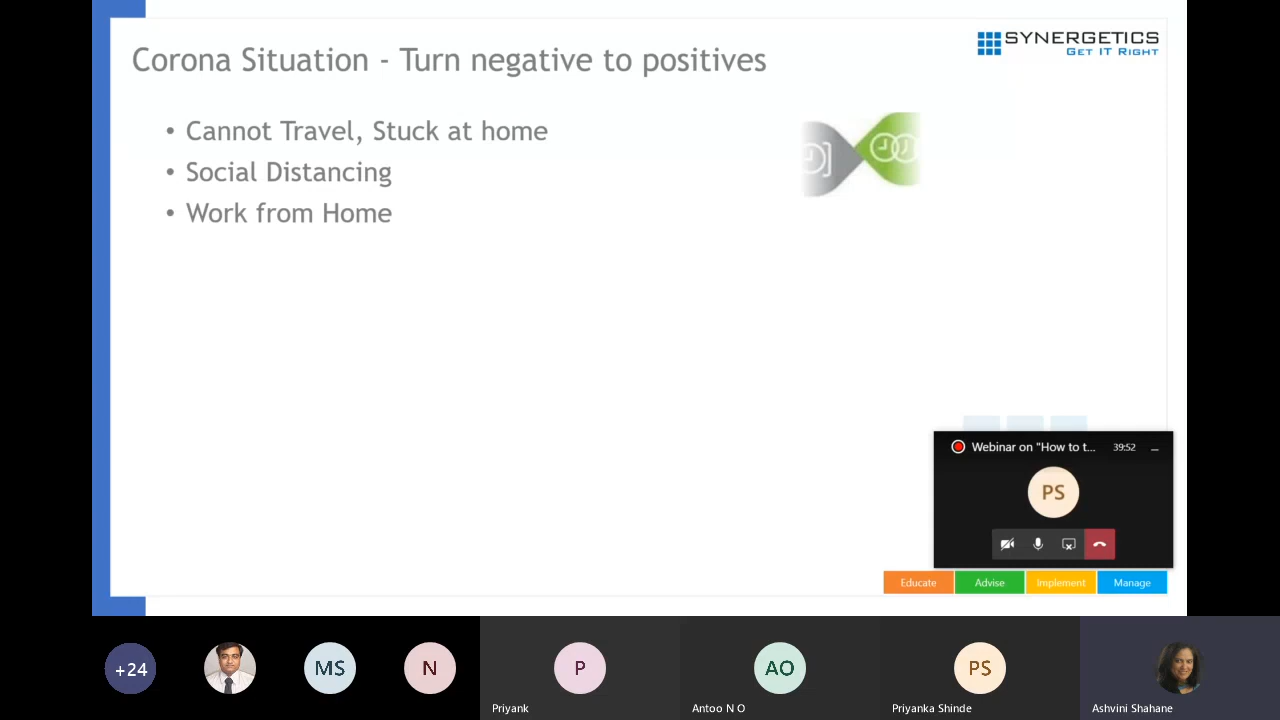 Corona Situation - Turn negative to positives
SYNERGETICS
GET IT RIGHT
• Cannot Travel, Stuck at home
• Social Distancing
• Work from Home
Webinar on "How to t...
39:52
PS
Educate
Advise
Implement
Manage
+24
MS
N
P
AO
PS
Priyank
Antoo N O
Priyanka Shinde
Ashvini Shahane